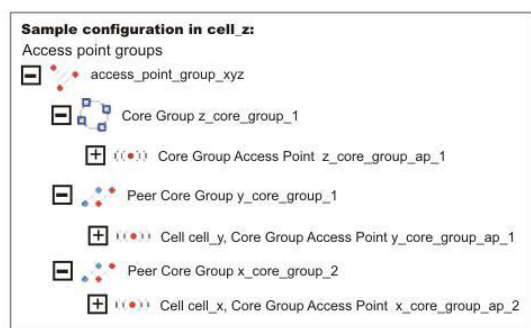 Sample configuration in cell_z:
Access point groups
access_point_group_xyz
Core Group z_core_group_1
Core Group Access Point z_core_group_ap_1
Peer Core Group y_core_group_1
Cell cell_y, Core Group Access Point y_core_group_ap_1
Peer Core Group x_core_group_2
Cell cell_x, Core Group Access Point x_core_group_ap_2